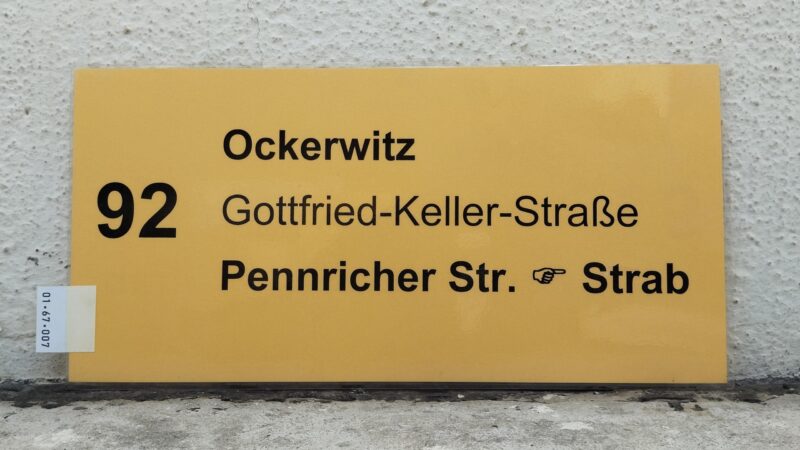 92
Ockerwitz
Gottfried-Keller-Straße
Pennricher Str. ☞ Strab
01-67-007